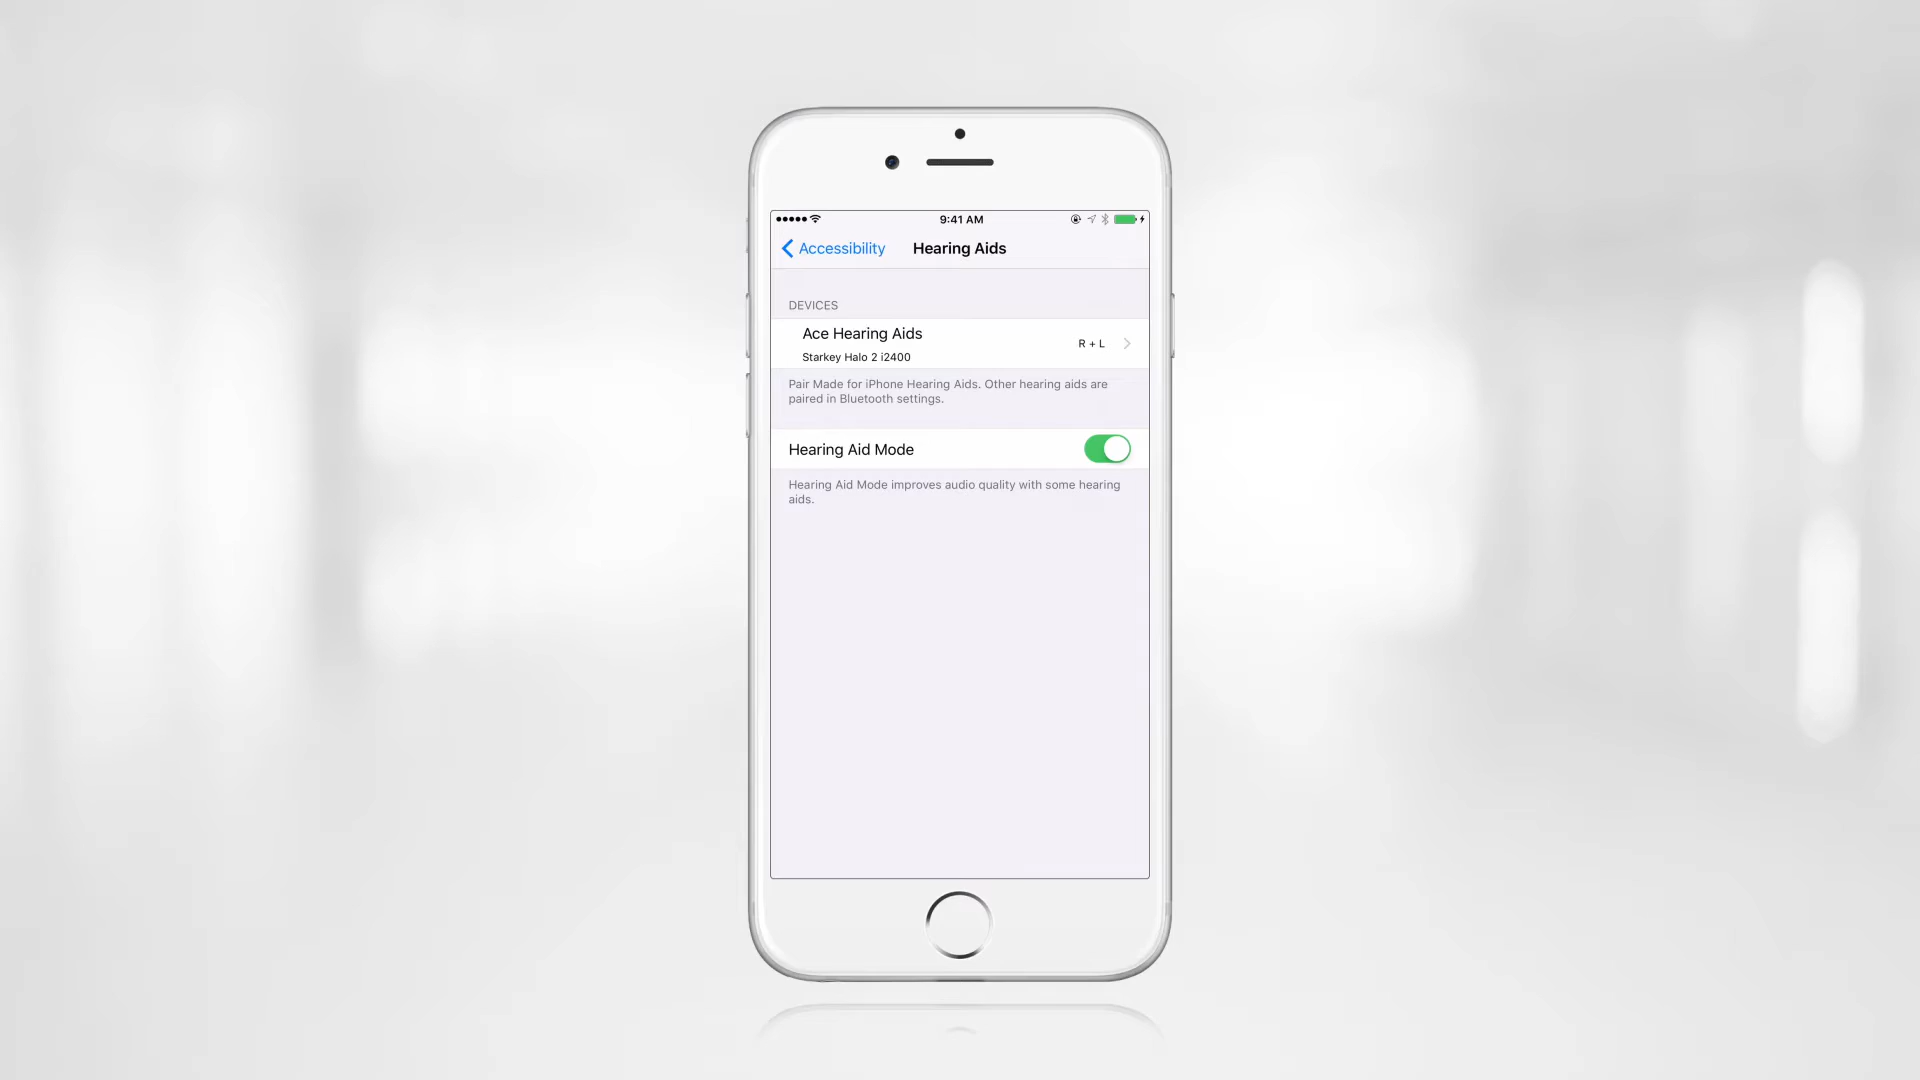 9:41 AM
Accessibility
Hearing Aids
DEVICES
Ace Hearing Aids
Starkey Halo 2 i2400
R + L
Pair Made for iPhone Hearing Aids. Other hearing aids are
paired in Bluetooth settings.
Hearing Aid Mode
Hearing Aid Mode improves audio quality with some hearing
aids.